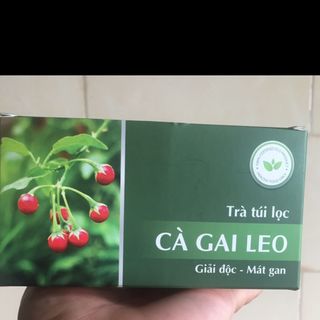 Trà túi lọc
CÀ GAI LEO
Giải độc - Mát gan